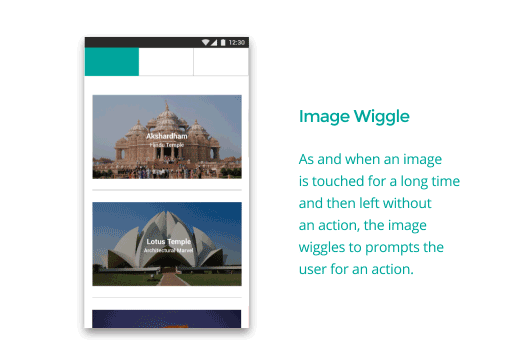 12:30
Akshardham
Hindu Temple
Lotus Temple
Architectural Marvel
Image Wiggle
As and when an image
is touched for a long time
and then left without
an action, the image
wiggles to prompts the
user for an action.